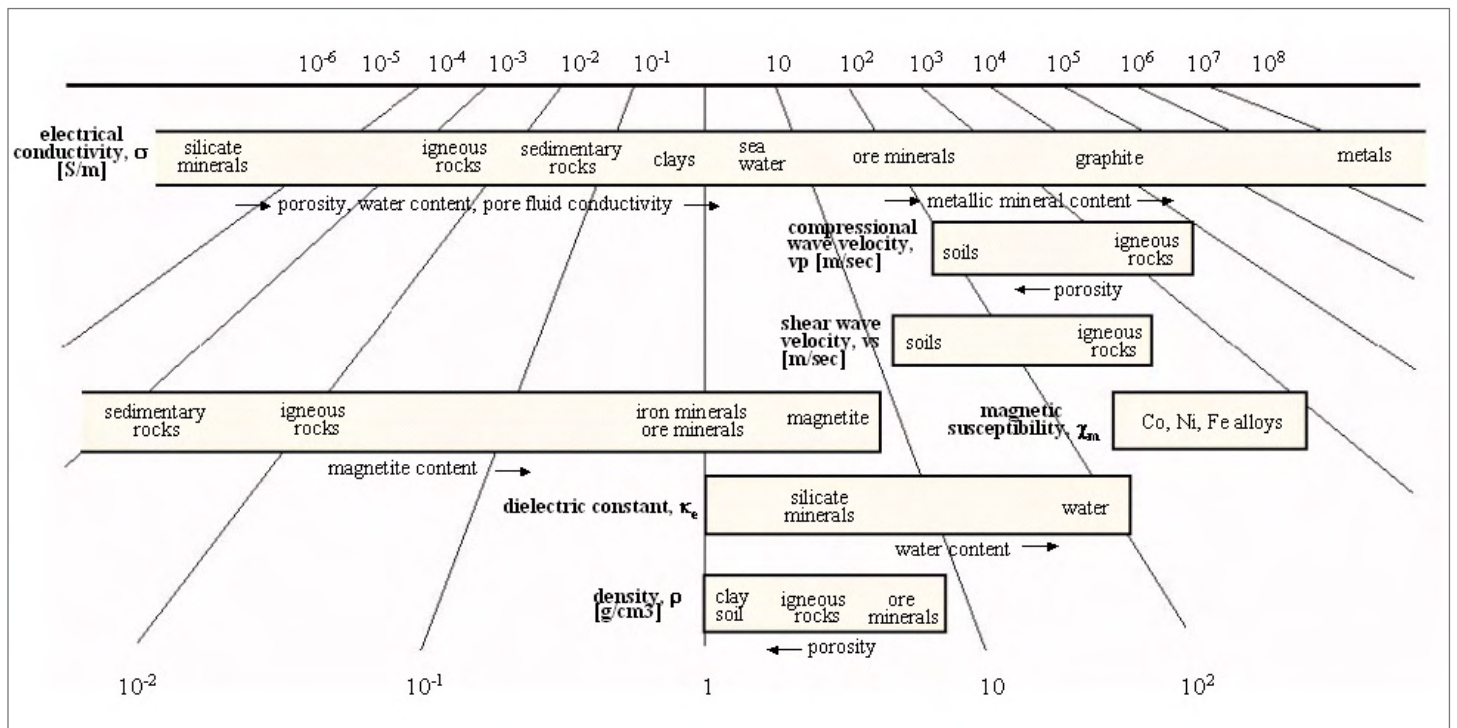 10⁻⁶ 10⁻⁵ 10⁻⁴ 10⁻³ 10⁻² 10⁻¹ 10 10² 10³ 10⁴ 10⁵ 10⁶ 10⁷ 10⁸
electrical
conductivity, σ
[S/m]
silicate
minerals
igneous
rocks
sedimentary
rocks
clays
sea
water
ore minerals
graphite
metals
porosity, water content, pore fluid conductivity
metallic mineral content
compressional
wave velocity,
vp [m/sec]
soils
igneous
rocks
porosity
shear wave
velocity, vs
[m/sec]
soils
igneous
rocks
sedimentary
rocks
igneous
rocks
iron minerals
ore minerals
magnetite
magnetic
susceptibility, χm
Co, Ni, Fe alloys
magnetite content
dielectric constant, κe
silicate
minerals
water
water content
density, ρ
[g/cm3]
clay
soil
igneous
rocks
ore
minerals
porosity
10⁻² 10⁻¹ 1 10 10²